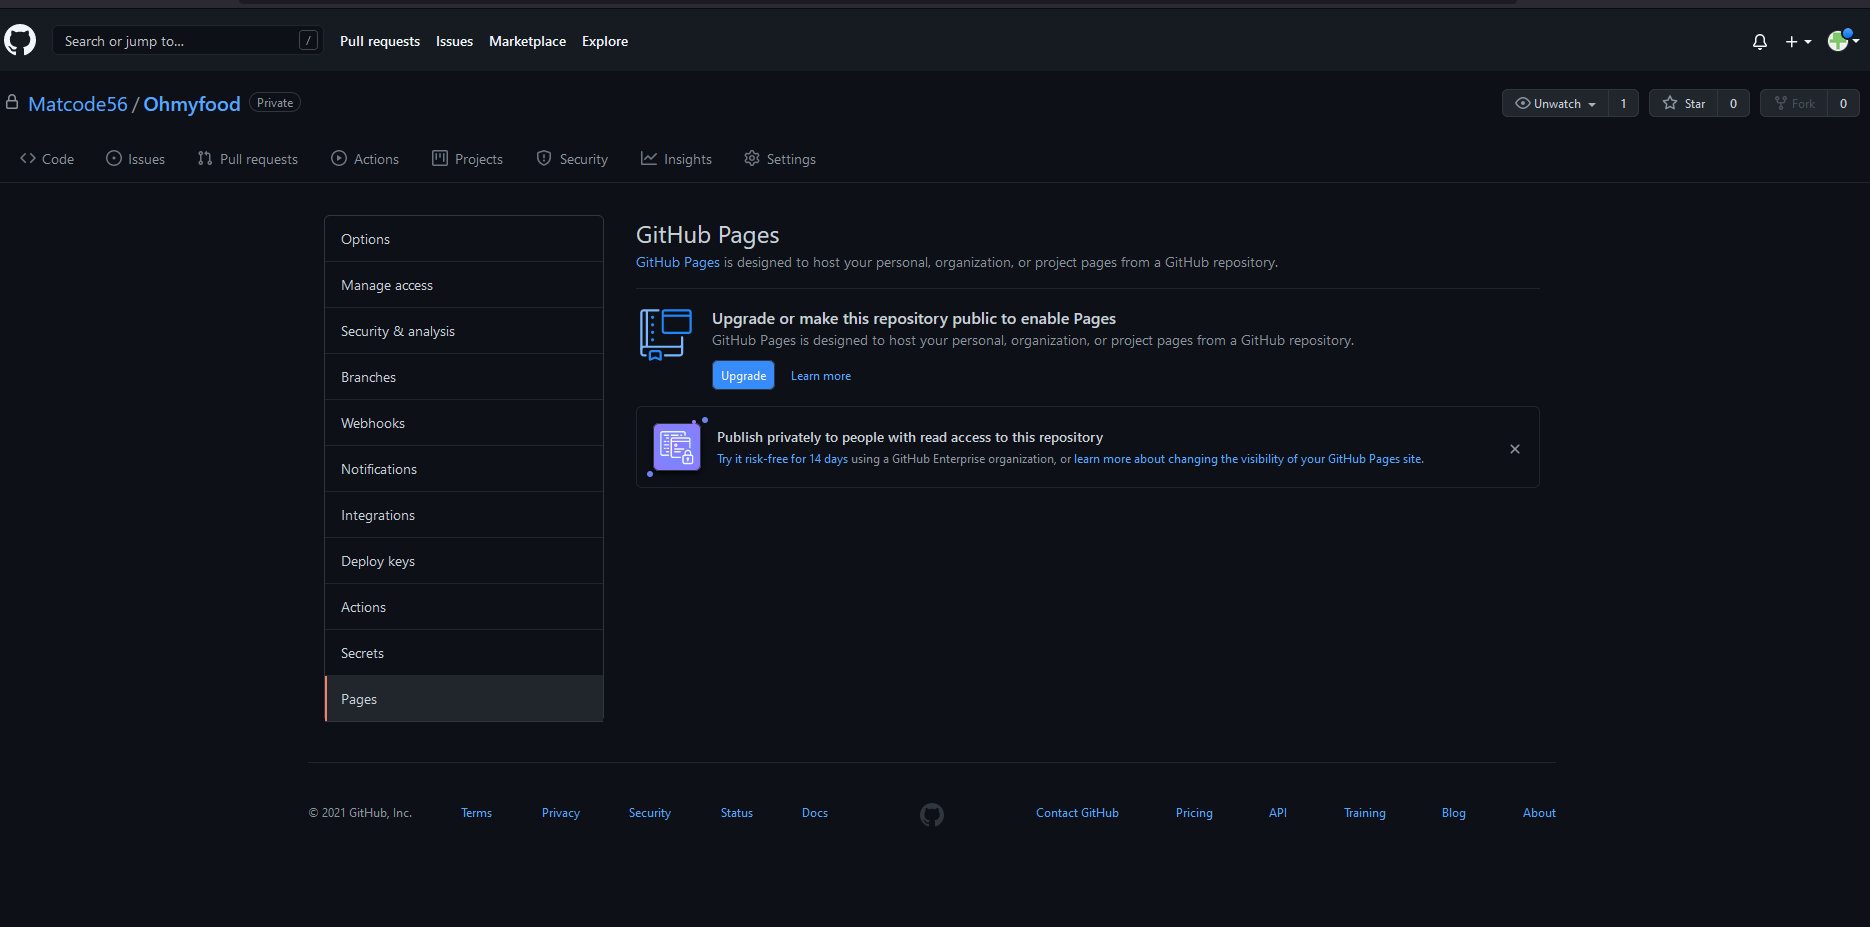 Search or jump to... /
Pull requests Issues Marketplace Explore
Matcode56 / Ohmyfood Private
Unwatch 1 Star 0 Fork 0
Code Issues Pull requests Actions Projects Security Insights Settings
Options
Manage access
Security & analysis
Branches
Webhooks
Notifications
Integrations
Deploy keys
Actions
Secrets
Pages
GitHub Pages
GitHub Pages is designed to host your personal, organization, or project pages from a GitHub repository.
Upgrade or make this repository public to enable Pages
GitHub Pages is designed to host your personal, organization, or project pages from a GitHub repository.
Upgrade Learn more
Publish privately to people with read access to this repository
Try it risk-free for 14 days using a GitHub Enterprise organization, or learn more about changing the visibility of your GitHub Pages site.
© 2021 GitHub, Inc. Terms Privacy Security Status Docs Contact GitHub Pricing API Training Blog About